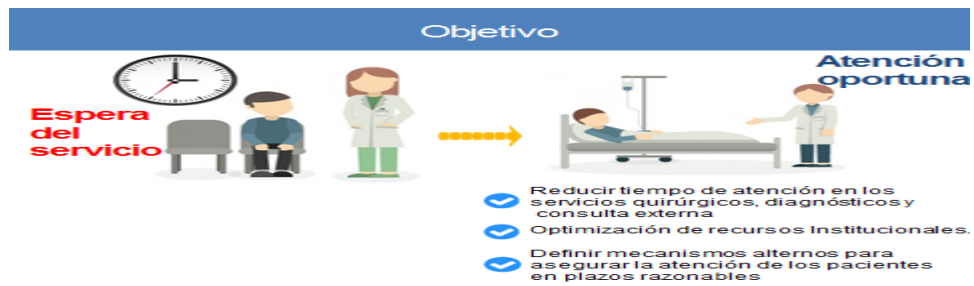 Objetivo
Espera
del
servicio
Atención
oportuna
Reducir tiempo de atención en los
servicios quirúrgicos, diagnósticos y
consulta externa
Optimización de recursos Institucionales.
Definir mecanismos alternos para
asegurar la atención de los pacientes
en plazos razonables